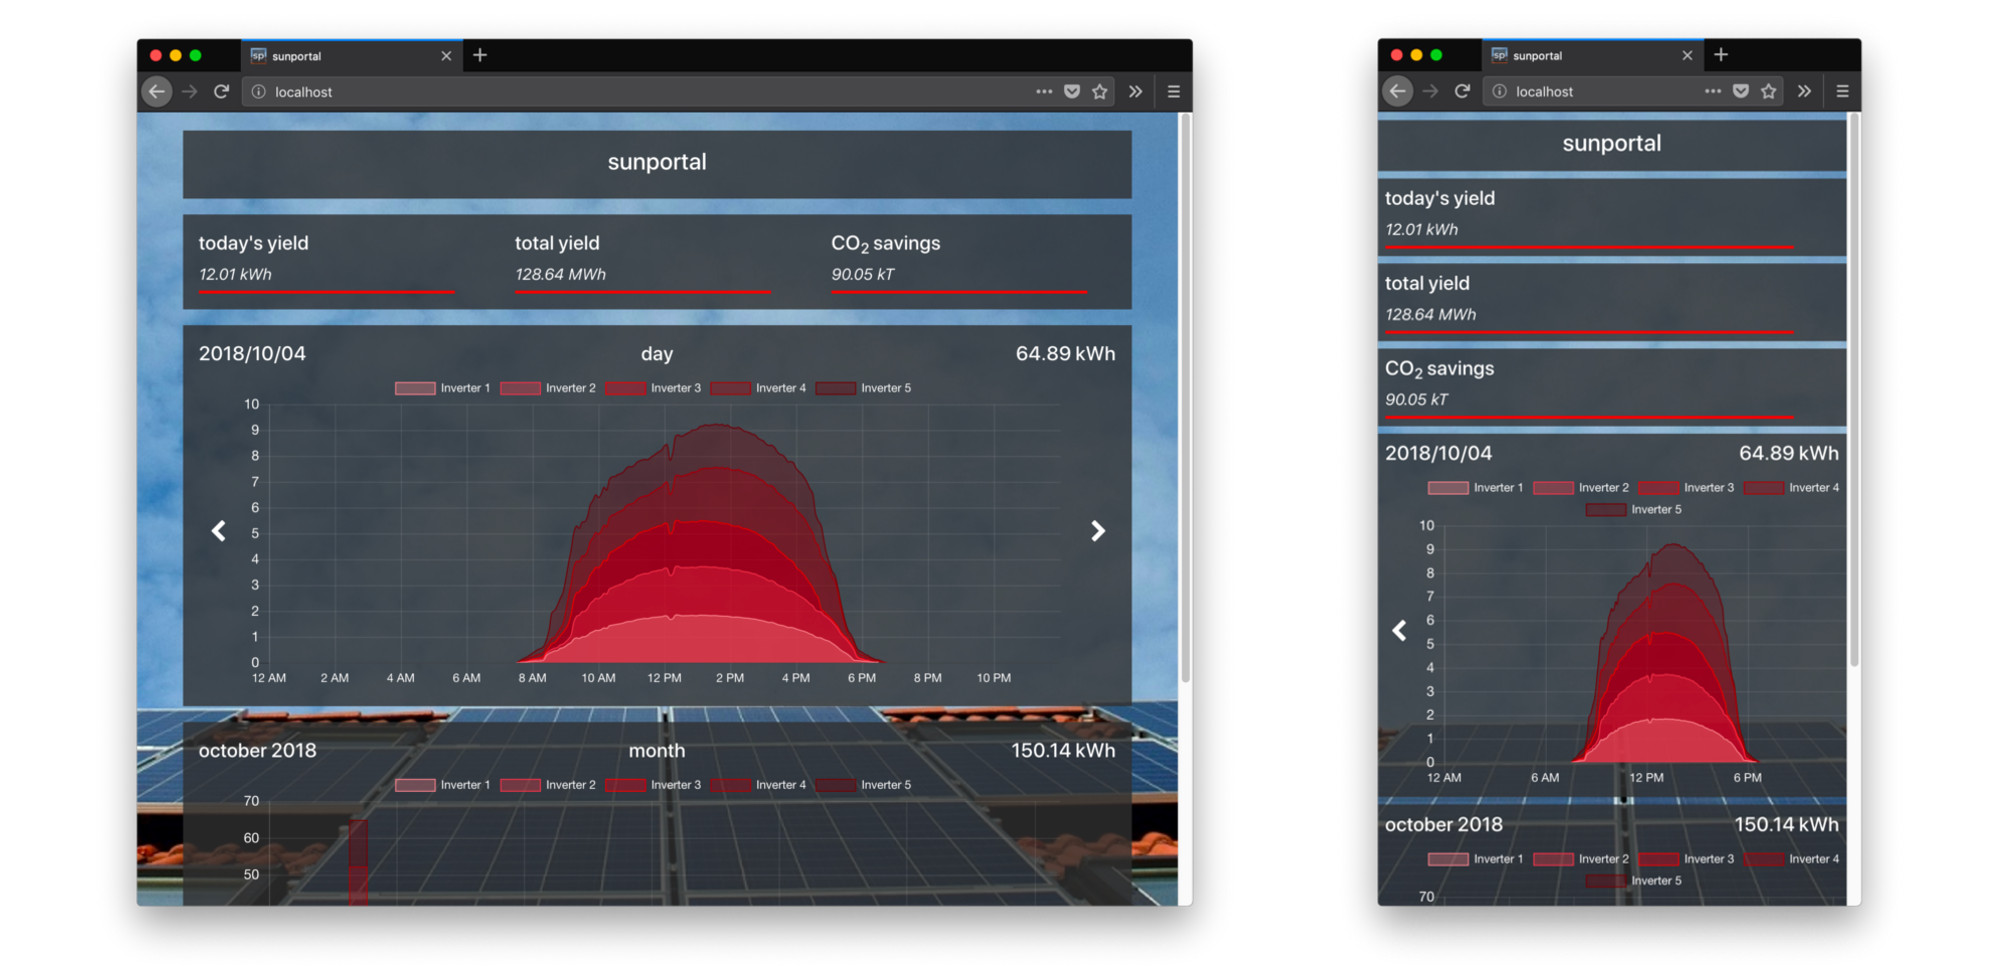 sp sunportal
localhost
sunportal
today's yield total yield CO2 savings
12.01 kWh 128.64 MWh 90.05 kT
2018/10/04 day 64.89 kWh
Inverter 1 Inverter 2 Inverter 3 Inverter 4 Inverter 5
10
9
8
7
6
5
4
3
2
1
0
12 AM 2 AM 4 AM 6 AM 8 AM 10 AM 12 PM 2 PM 4 PM 6 PM 8 PM 10 PM
october 2018 month 150.14 kWh
Inverter 1 Inverter 2 Inverter 3 Inverter 4 Inverter 5
70
60
50
sp sunportal
localhost
sunportal
today's yield
12.01 kWh
total yield
128.64 MWh
CO2 savings
90.05 kT
2018/10/04 64.89 kWh
Inverter 1 Inverter 2 Inverter 3 Inverter 4
Inverter 5
10
9
8
7
6
5
4
3
2
1
0
12 AM 6 AM 12 PM 6 PM
october 2018 150.14 kWh
Inverter 1 Inverter 2 Inverter 3 Inverter 4
Inverter 5
70